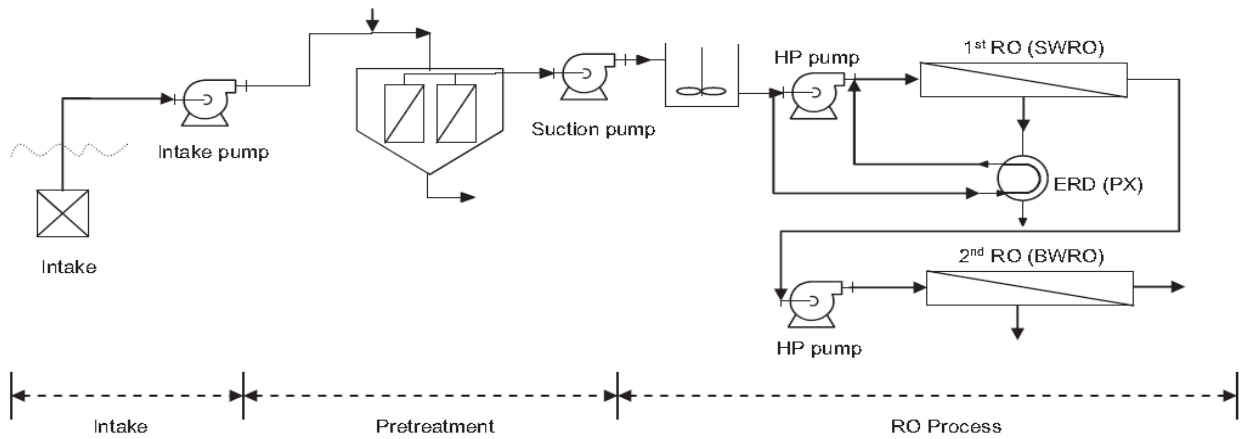 HP pump
1st RO (SWRO)
Suction pump
Intake pump
ERD (PX)
Intake
2nd RO (BWRO)
HP pump
Intake
Pretreatment
RO Process